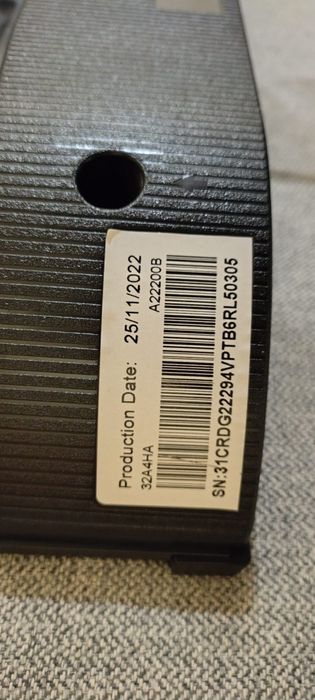 Production Date: 25/11/2022
32A4HA A22200B
SN:31CRDG22294VPTB6RL50305